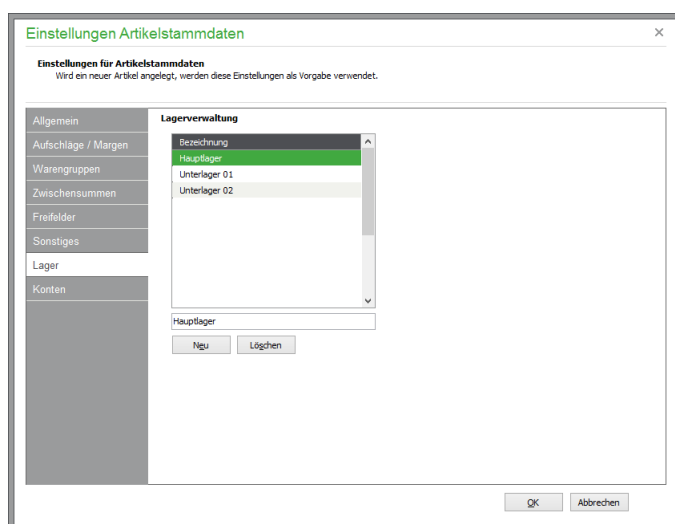 Einstellungen Artikelstammdaten
Einstellungen für Artikelstammdaten
Wird ein neuer Artikel angelegt, werden diese Einstellungen als Vorgabe verwendet.
Allgemein
Aufschläge / Margen
Warengruppen
Zwischensummen
Freifelder
Sonstiges
Lager
Konten
Lagerverwaltung
Bezeichnung
Hauptlager
Unterlager 01
Unterlager 02
Hauptlager
Neu Löschen
OK Abbrechen